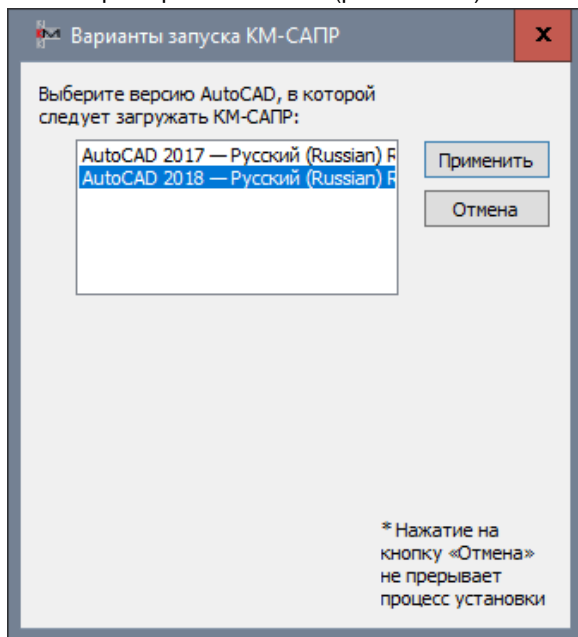 Варианты запуска КМ-САПР
Выберите версию AutoCAD, в которой
следует загружать КМ-САПР:
AutoCAD 2017 — Русский (Russian)
AutoCAD 2018 — Русский (Russian)
Применить
Отмена
* Нажатие на
кнопку «Отмена»
не прерывает
процесс установки